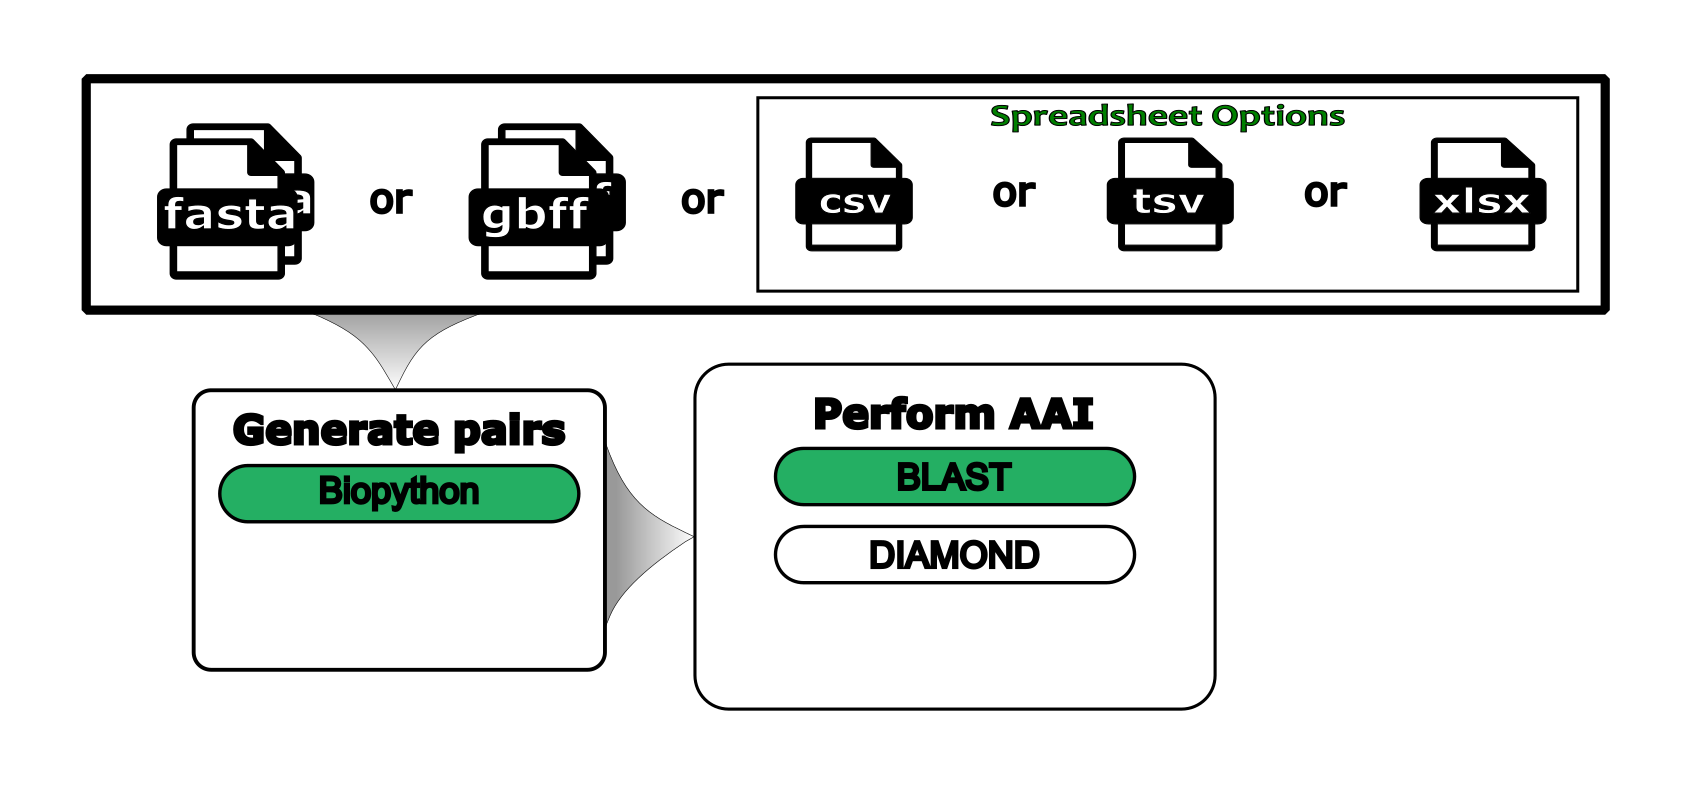 Spreadsheet Options
fasta or gbff or csv or tsv or xlsx
Generate pairs
Biopython
Perform AAI
BLAST
DIAMOND